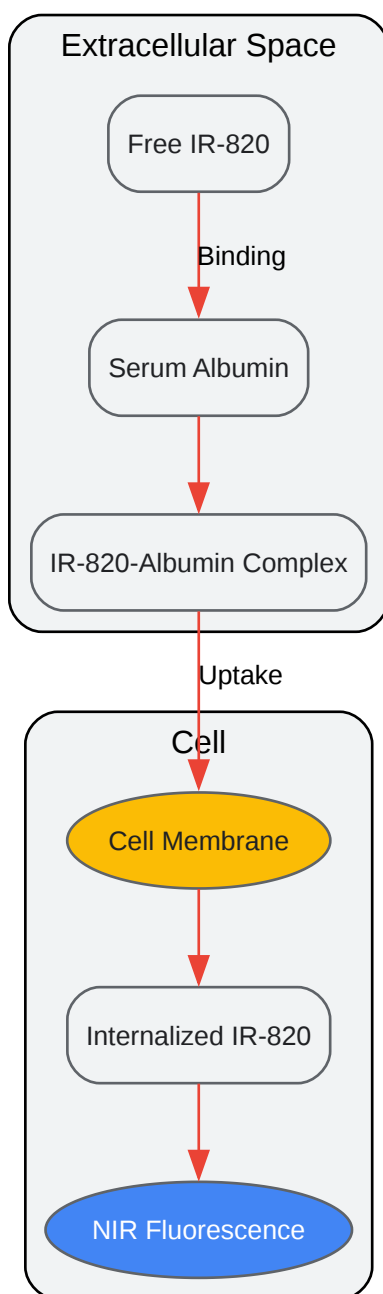 Extracellular Space
Free IR-820
Binding
Serum Albumin
IR-820-Albumin Complex
Uptake
Cell
Cell Membrane
Internalized IR-820
NIR Fluorescence